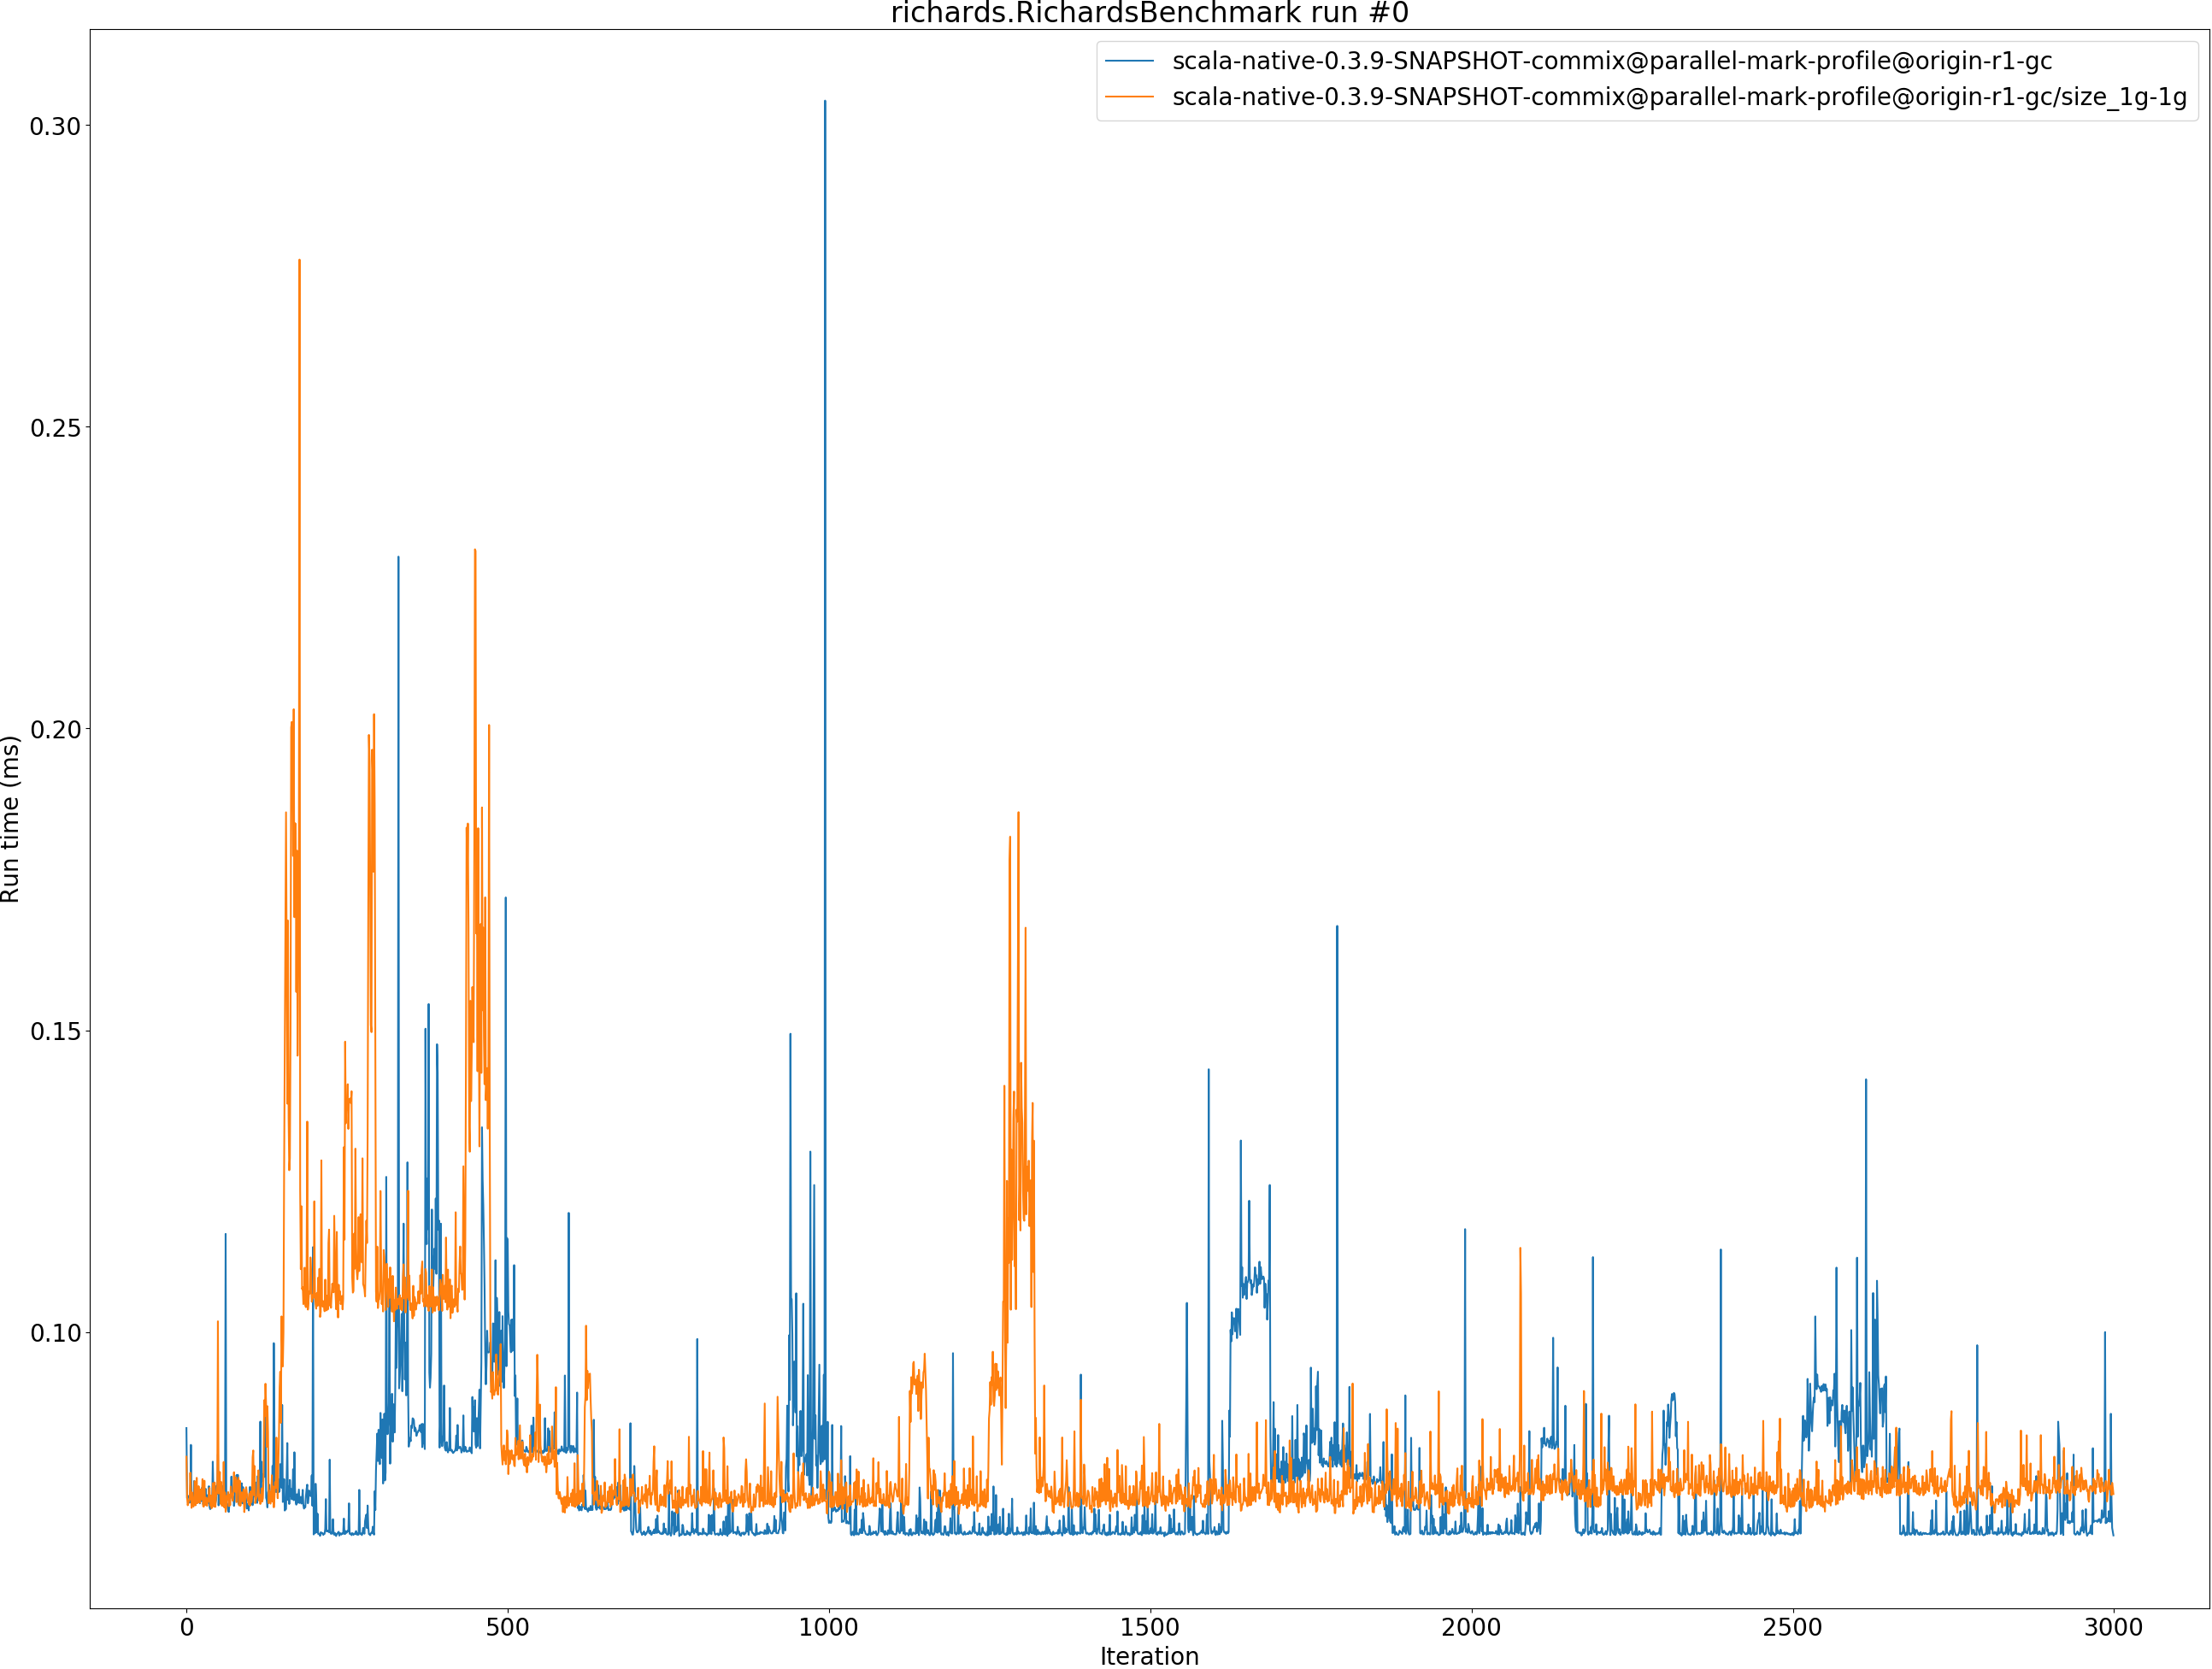 richards.RichardsBenchmark run #0
scala-native-0.3.9-SNAPSHOT-commix@parallel-mark-profile@origin-r1-gc
scala-native-0.3.9-SNAPSHOT-commix@parallel-mark-profile@origin-r1-gc/size_1g-1g
0.30
0.25
0.20
0.15
0.10
Run time (ms)
0 500 1000 1500 2000 2500 3000
Iteration